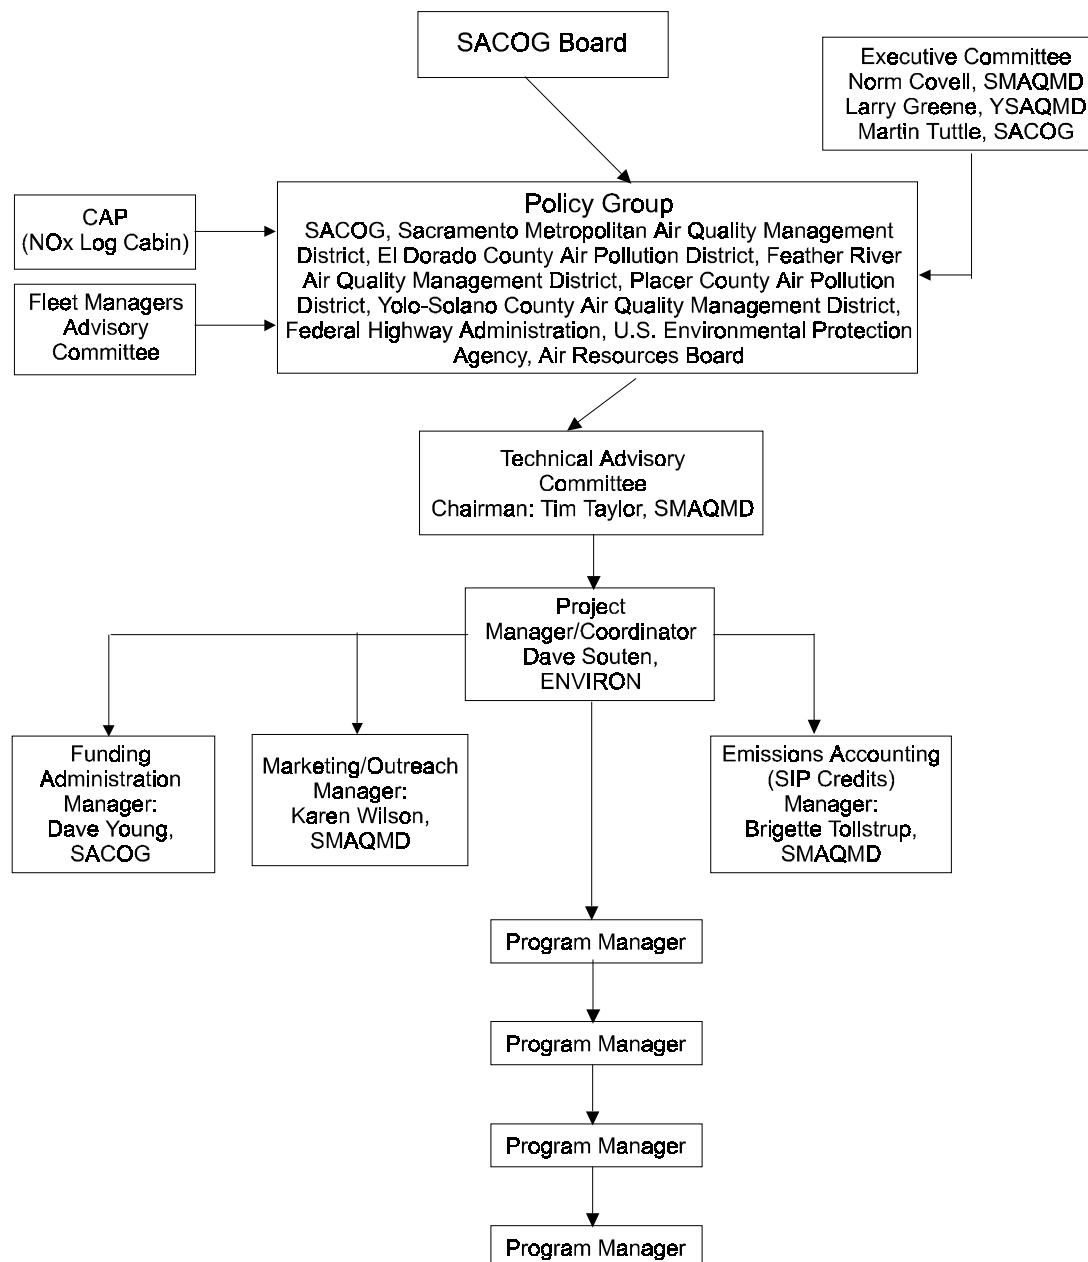 SACOG Board
Executive Committee
Norm Covell, SMAQMD
Larry Greene, YSAQMD
Martin Tuttle, SACOG
CAP
(NOx Log Cabin)
Fleet Managers
Advisory
Committee
Policy Group
SACOG, Sacramento Metropolitan Air Quality Management
District, El Dorado County Air Pollution District, Feather River
Air Quality Management District, Placer County Air Pollution
District, Yolo-Solano County Air Quality Management District,
Federal Highway Administration, U.S. Environmental Protection
Agency, Air Resources Board
Technical Advisory
Committee
Chairman: Tim Taylor, SMAQMD
Project
Manager/Coordinator
Dave Souten,
ENVIRON
Funding
Administration
Manager:
Dave Young,
SACOG
Marketing/Outreach
Manager:
Karen Wilson,
SMAQMD
Emissions Accounting
(SIP Credits)
Manager:
Brigette Tollstrup,
SMAQMD
Program Manager
Program Manager
Program Manager
Program Manager